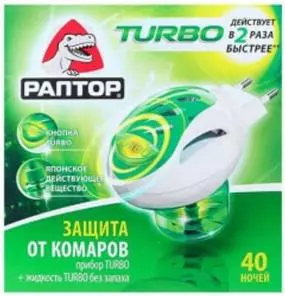 TURBO
ДЕЙСТВУЕТ
В 2 РАЗА
БЫСТРЕЕ**
РАПТОР
КНОПКА
TURBO
ЯПОНСКОЕ
ДЕЙСТВУЮЩЕЕ
ВЕЩЕСТВО
ЗАЩИТА
ОТ КОМАРОВ
прибор TURBO
+ жидкость TURBO без запаха
40
НОЧЕЙ